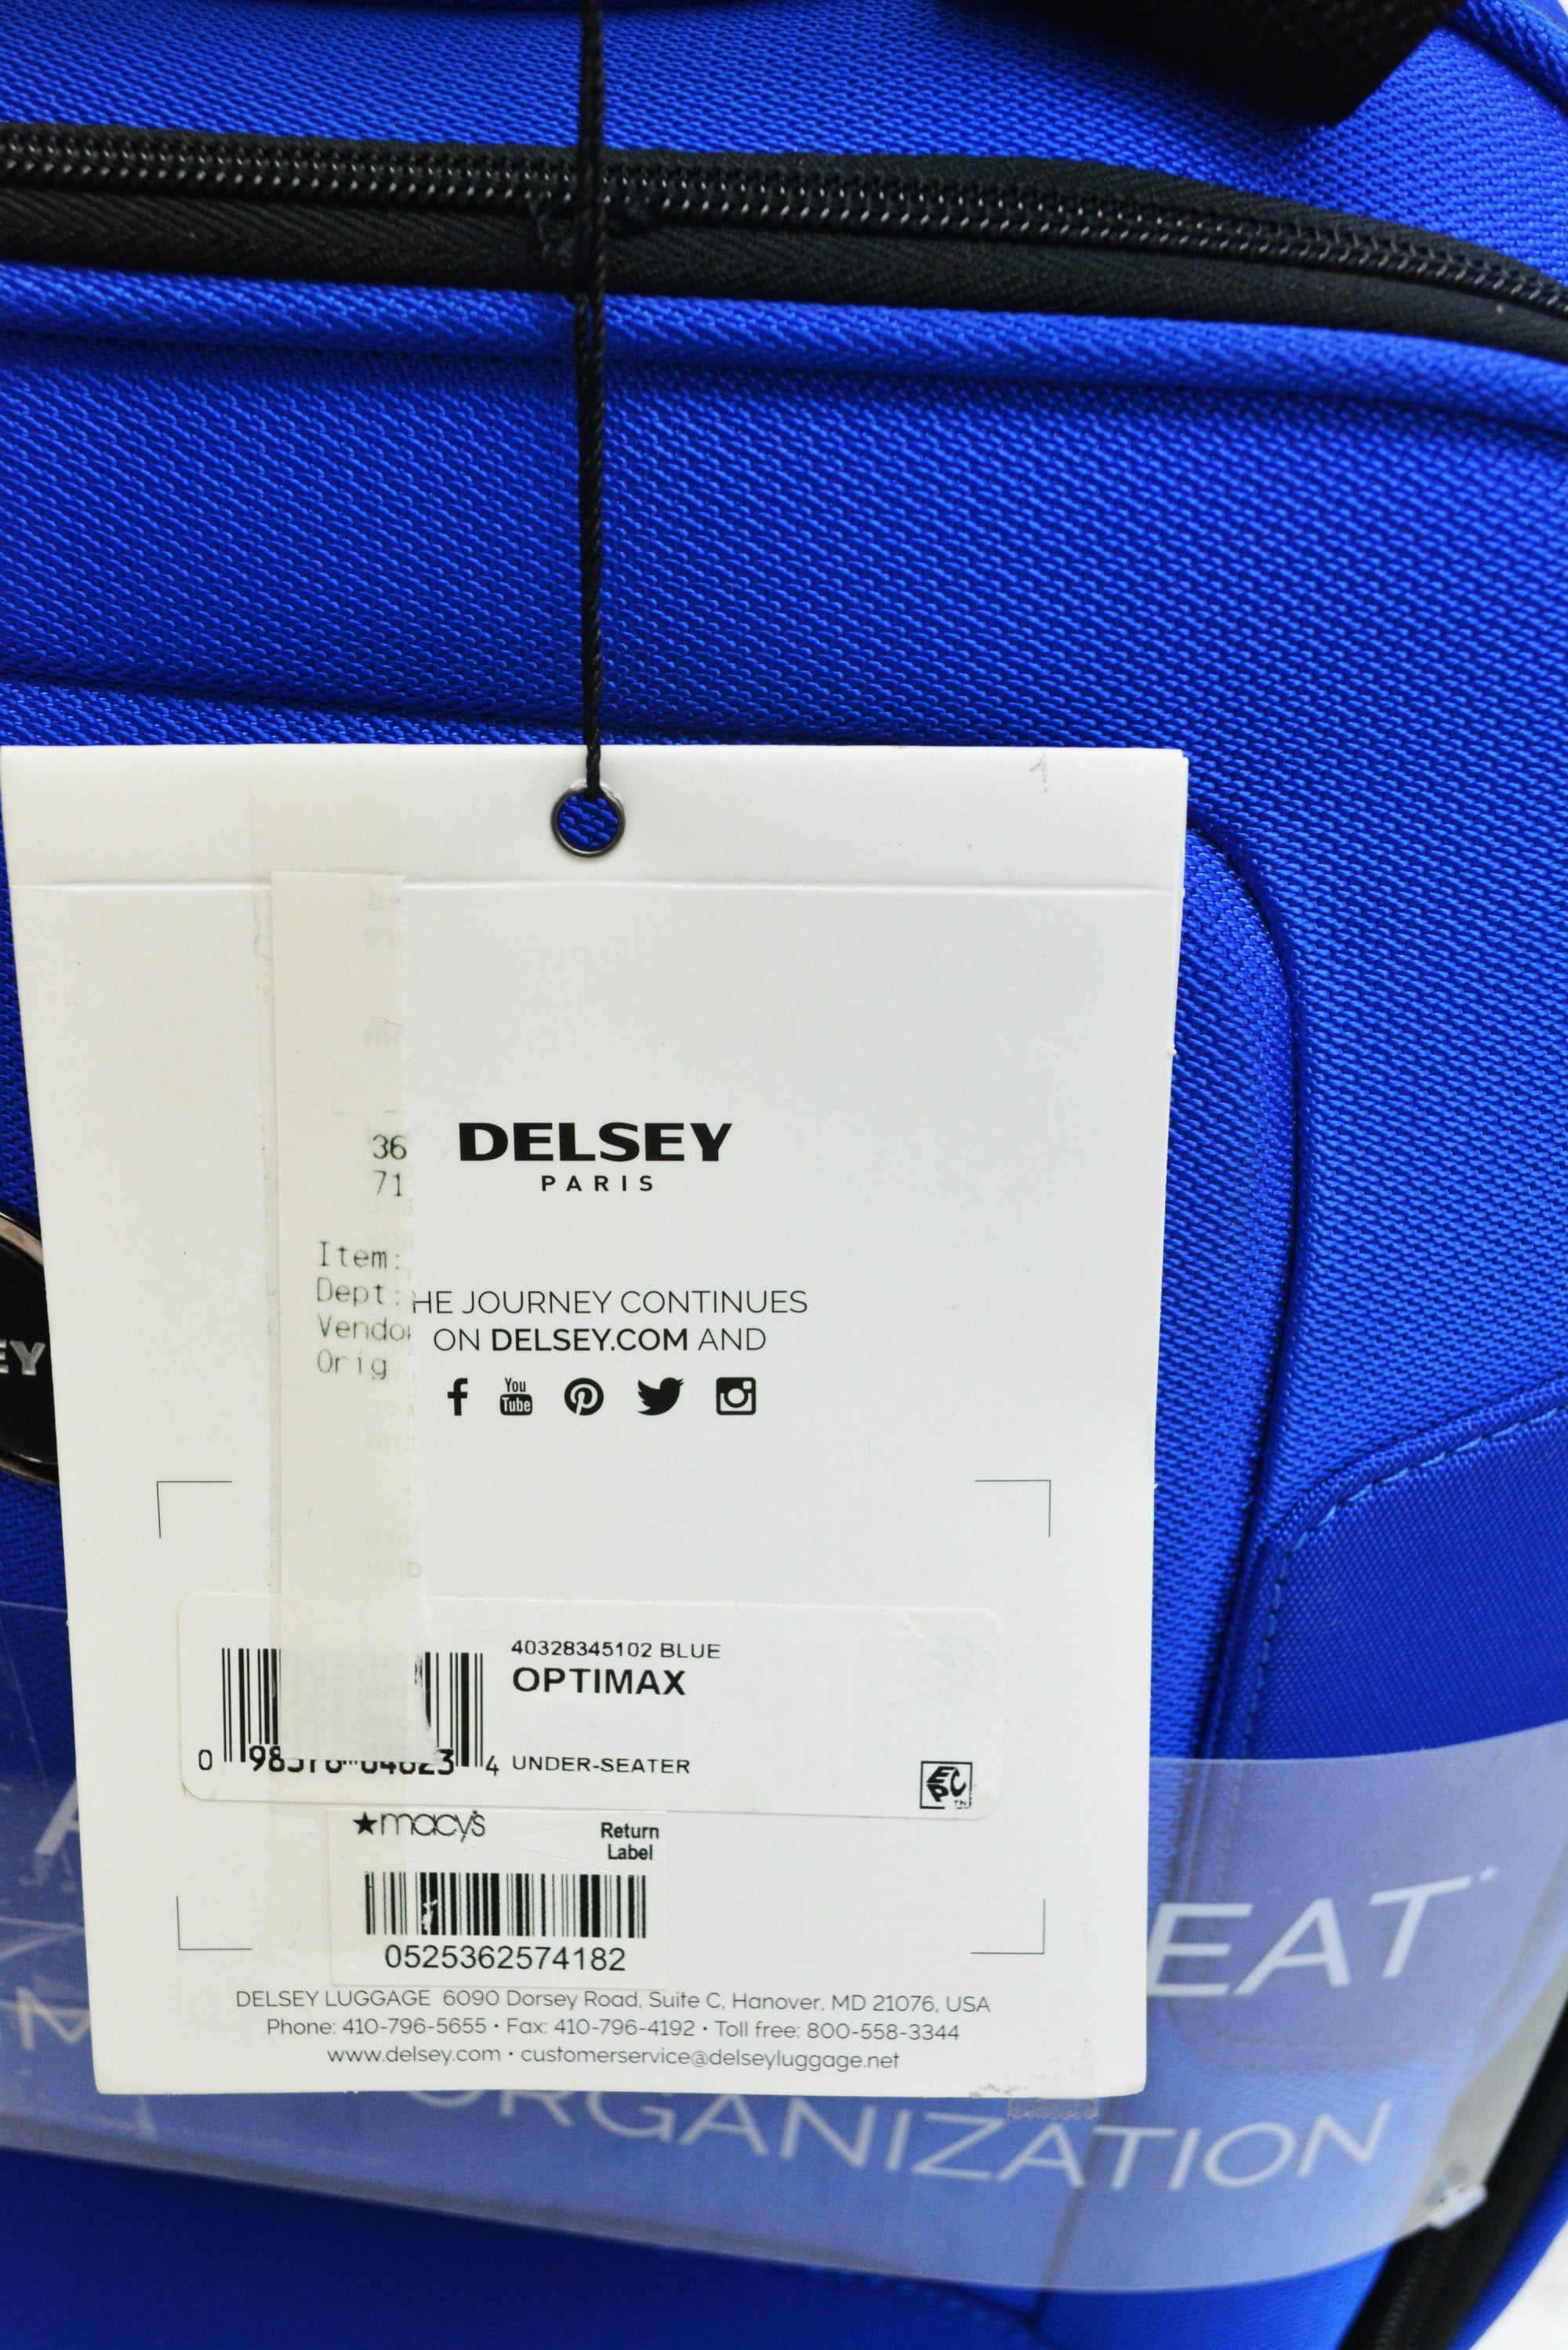 DELSEY
PARIS
36
71
Item:
Dept:
Orig
HE JOURNEY CONTINUES
ON DELSEY.COM AND
You
Tube
EY
40328345102 BLUE
OPTIMAX
0
4
UNDER-SEATER
EPC
macy's
Return
Label
0525362574182
DELSEY LUGGAGE 6090 Dorsey Road, Suite C, Hanover, MD 21076, USA
Phone: 410-796-5655 • Fax: 410-796-4192 • Toll free: 800-558-3344
www.delsey.com • customerservice@delseyluggage.net
EAT*
ORGANIZATION